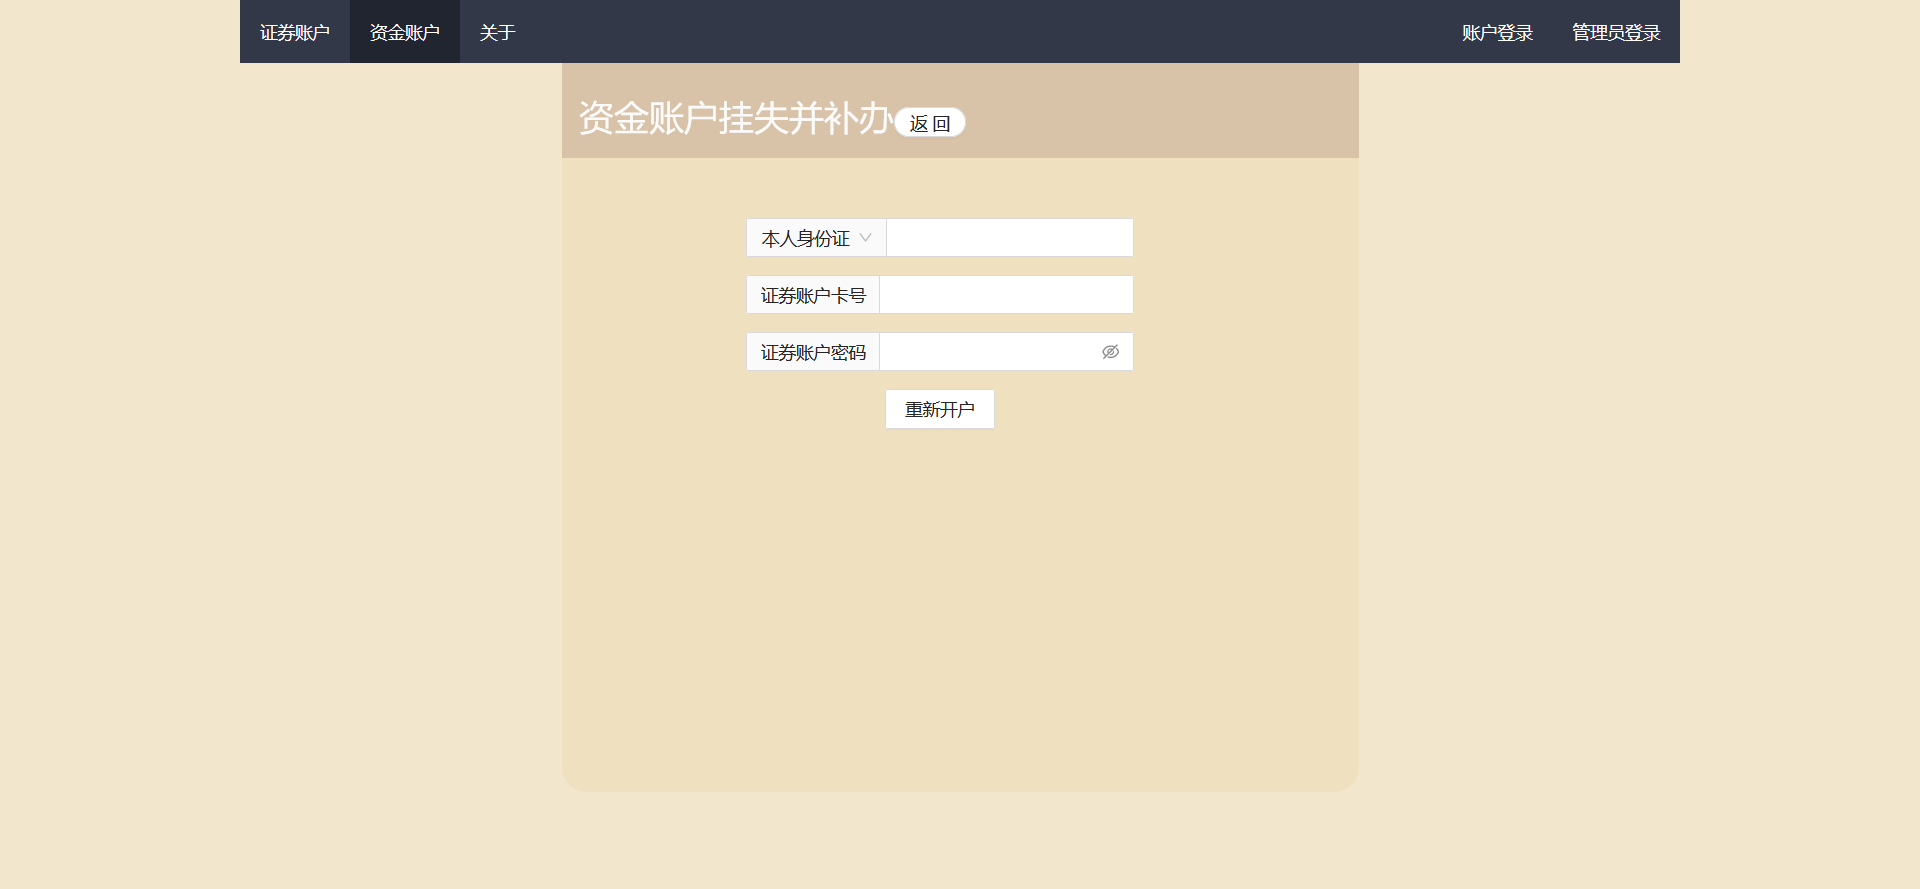 证券账户 资金账户 关于 账户登录 管理员登录
资金账户挂失并补办 返 回
本人身份证
证券账户卡号
证券账户密码
重新开户